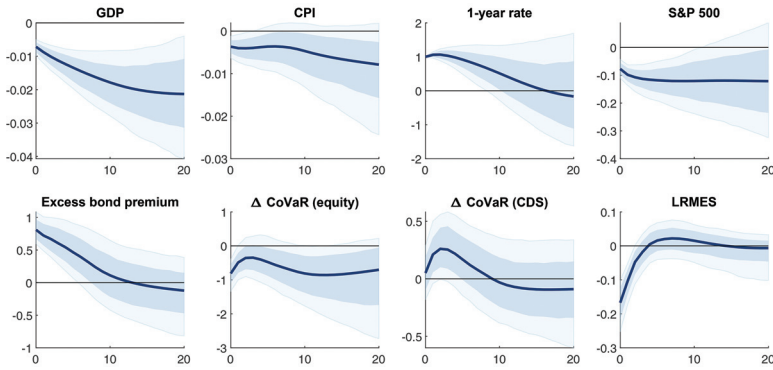 GDP
CPI
1-year rate
S&P 500
0
-0.01
-0.02
-0.03
-0.04
0 10 20
0
-0.01
-0.02
-0.03
0 10 20
2
1
0
-1
-2
0 10 20
0
-0.1
-0.2
-0.3
-0.4
0 10 20
Excess bond premium
Δ CoVaR (equity)
Δ CoVaR (CDS)
LRMES
1
0.5
0
-0.5
-1
0 10 20
1
0
-1
-2
-3
0 10 20
0.5
0
-0.5
0 10 20
0.1
0
-0.1
-0.2
-0.3
0 10 20